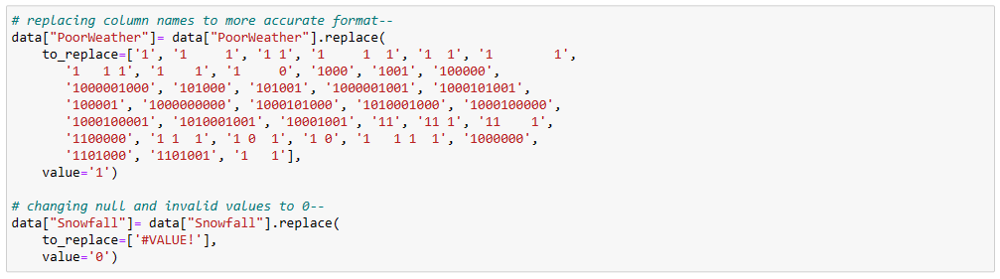 # replacing column names to more accurate format--
data["PoorWeather"]= data["PoorWeather"].replace(
    to_replace=['1', '1     1', '1 1', '1     1  1', '1  1', '1        1',
       '1   1 1', '1     1', '1     0', '1000', '1001', '100000',
       '1000001000', '101000', '101001', '1000001001', '1000101001',
       '100001', '1000000000', '1000101000', '1010001000', '1000100000',
       '1000100001', '1010001001', '10001001', '11', '11 1', '11    1',
       '1100000', '1 1  1', '1 0  1', '1 0', '1   1 1  1', '1000000',
       '1101000', '1101001', '1   1'],
    value='1')

# changing null and invalid values to 0--
data["Snowfall"]= data["Snowfall"].replace(
    to_replace=['#VALUE!'],
    value='0')